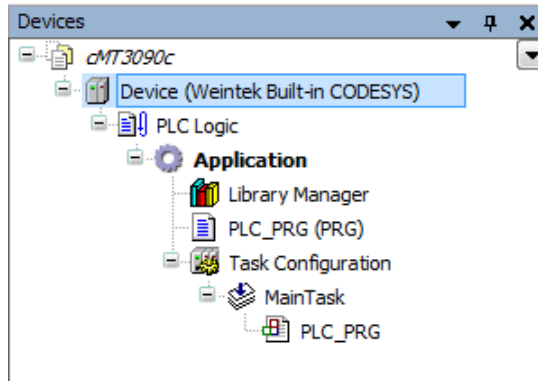 Devices
cMT3090c
Device (Weintek Built-in CODESYS)
PLC Logic
Application
Library Manager
PLC_PRG (PRG)
Task Configuration
MainTask
PLC_PRG